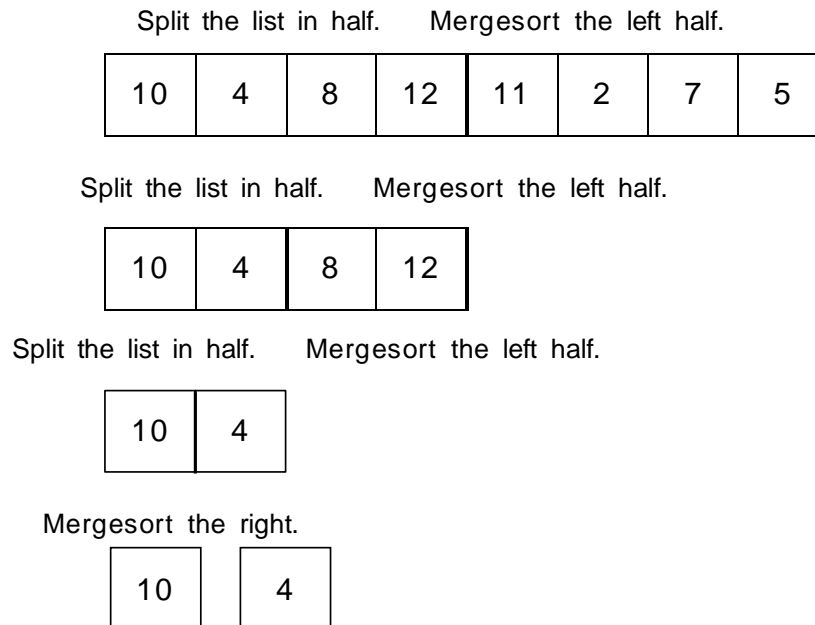 Split the list in half. Mergesort the left half.
10 4 8 12 11 2 7 5
Split the list in half. Mergesort the left half.
10 4 8 12
Split the list in half. Mergesort the left half.
10 4
Mergesort the right.
10 4